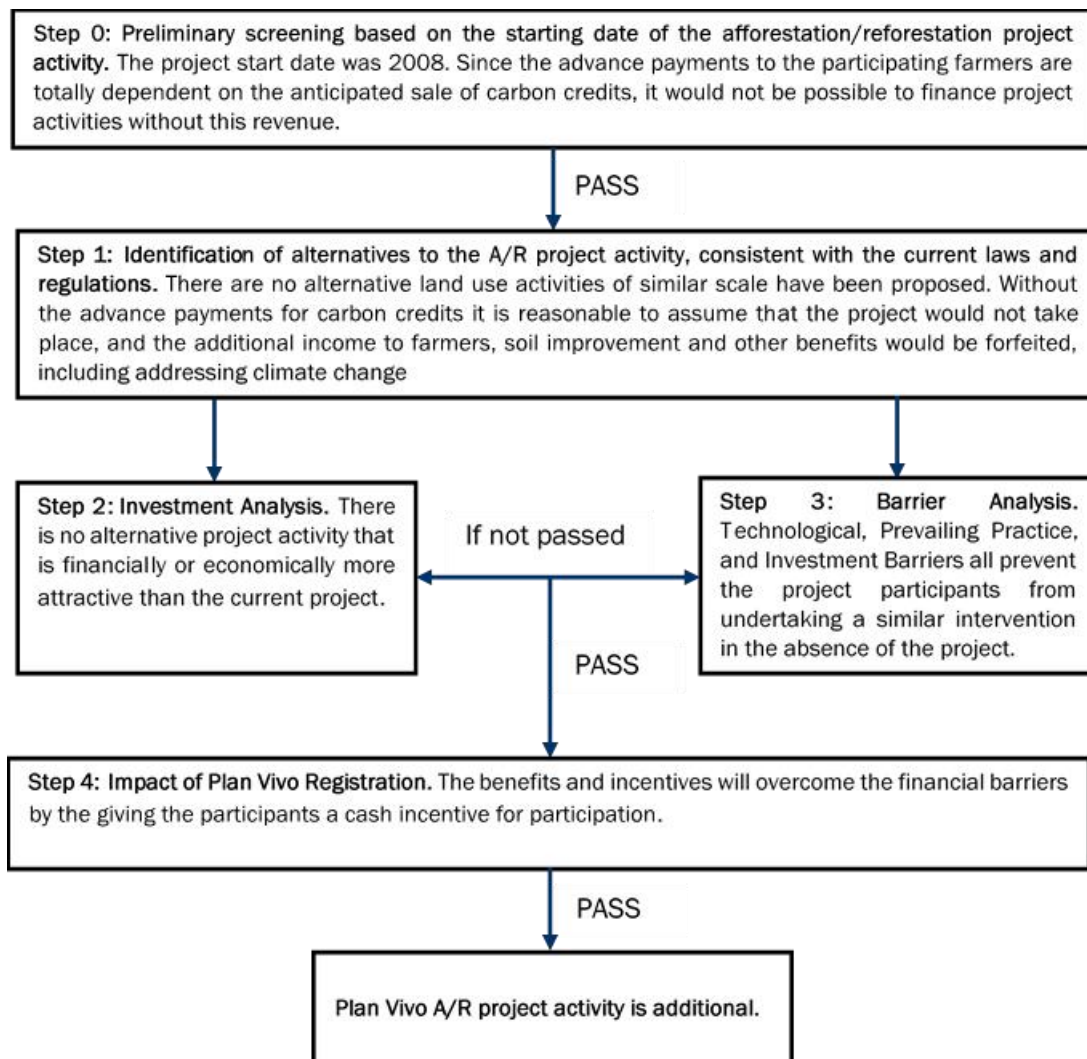 Step 0: Preliminary screening based on the starting date of the afforestation/reforestation project
activity. The project start date was 2008. Since the advance payments to the participating farmers are
totally dependent on the anticipated sale of carbon credits, it would not be possible to finance project
activities without this revenue.
PASS
Step 1: Identification of alternatives to the A/R project activity, consistent with the current laws and
regulations. There are no alternative land use activities of similar scale have been proposed. Without
the advance payments for carbon credits it is reasonable to assume that the project would not take
place, and the additional income to farmers, soil improvement and other benefits would be forfeited,
including addressing climate change
Step 2: Investment Analysis. There
is no alternative project activity that
is financially or economically more
attractive than the current project.
If not passed
Step 3: Barrier Analysis.
Technological, Prevailing Practice,
and Investment Barriers all prevent
the project participants from
undertaking a similar intervention
in the absence of the project.
PASS
Step 4: Impact of Plan Vivo Registration. The benefits and incentives will overcome the financial barriers
by the giving the participants a cash incentive for participation.
PASS
Plan Vivo A/R project activity is additional.